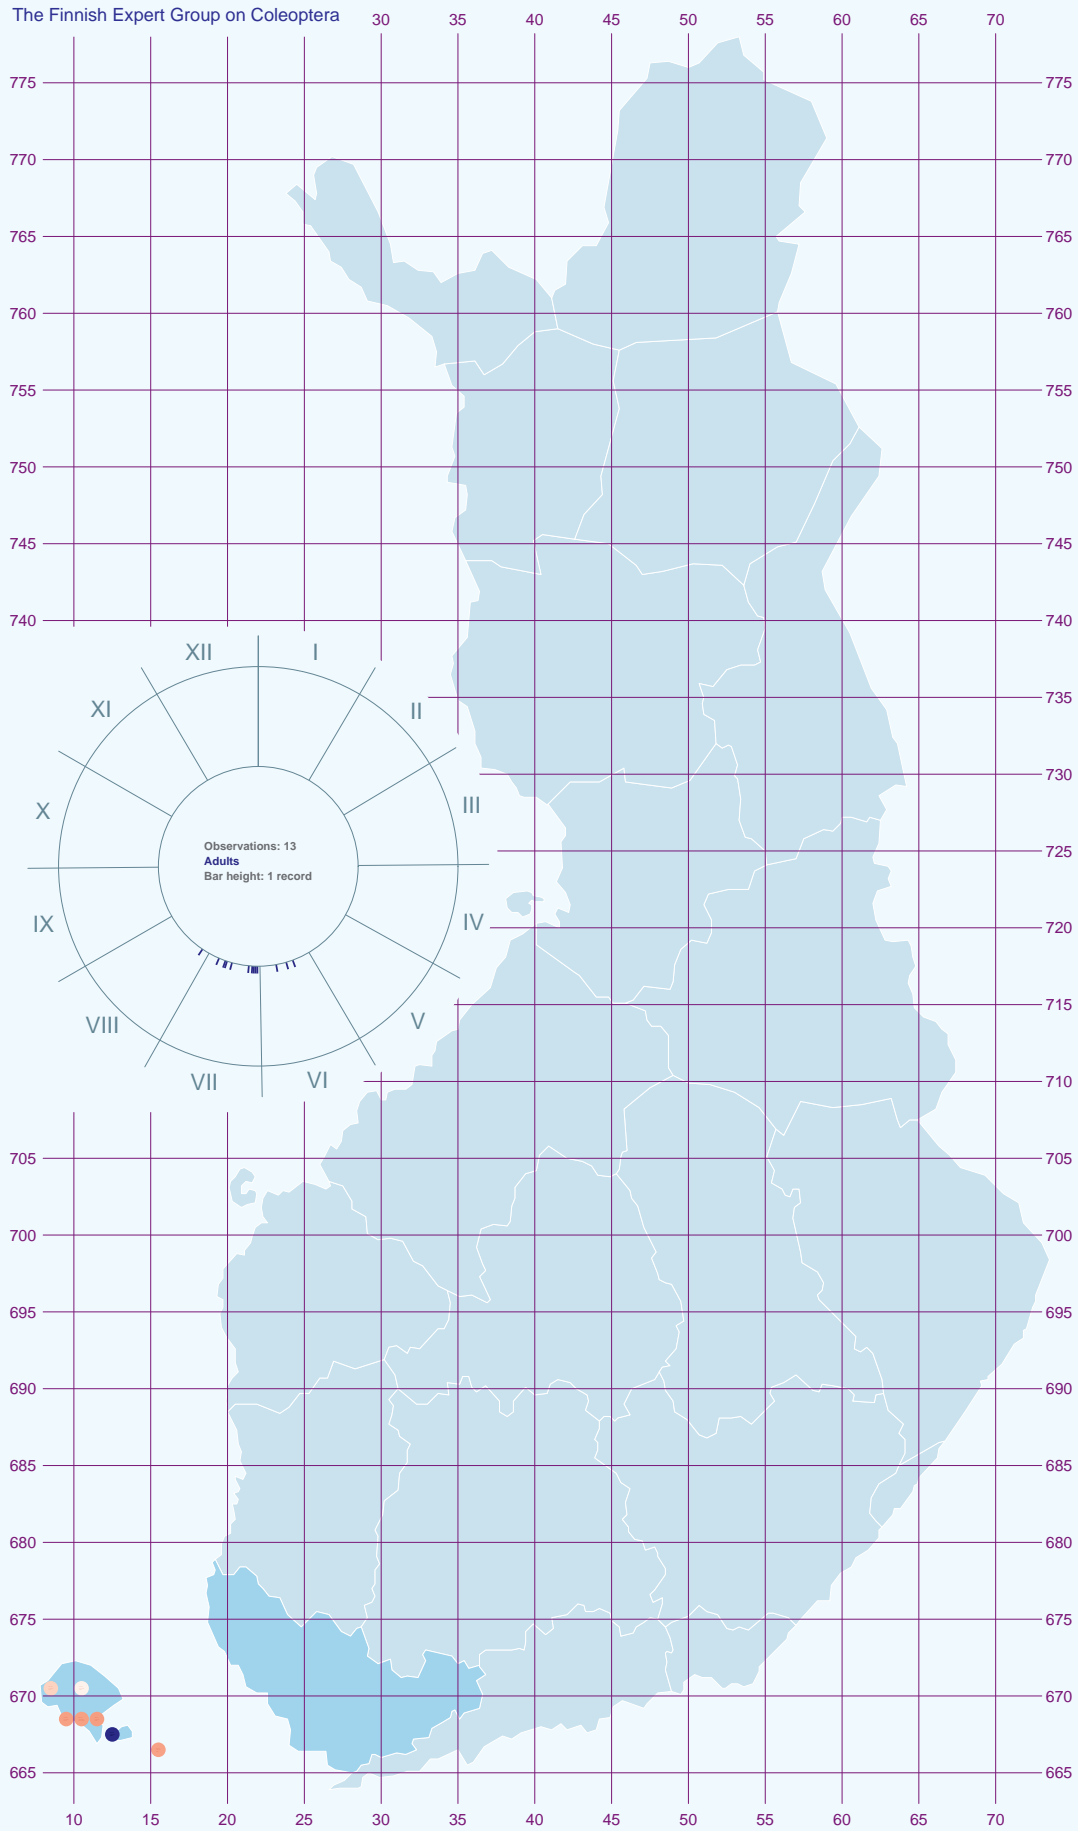 The Finnish Expert Group on Coleoptera 30 35 40 45 50 55 60 65 70
775 775
770 770
765 765
760 760
755 755
750 750
745 745
740 740
XII I
XI II
735
730
X III
725
Observations: 13
Adults
Bar height: 1 record
IX IV
720
715
VIII V
VII VI
710 710
705 705
700 700
695 695
690 690
685 685
680 680
675 675
670 670
665 665
10 15 20 25 30 35 40 45 50 55 60 65 70